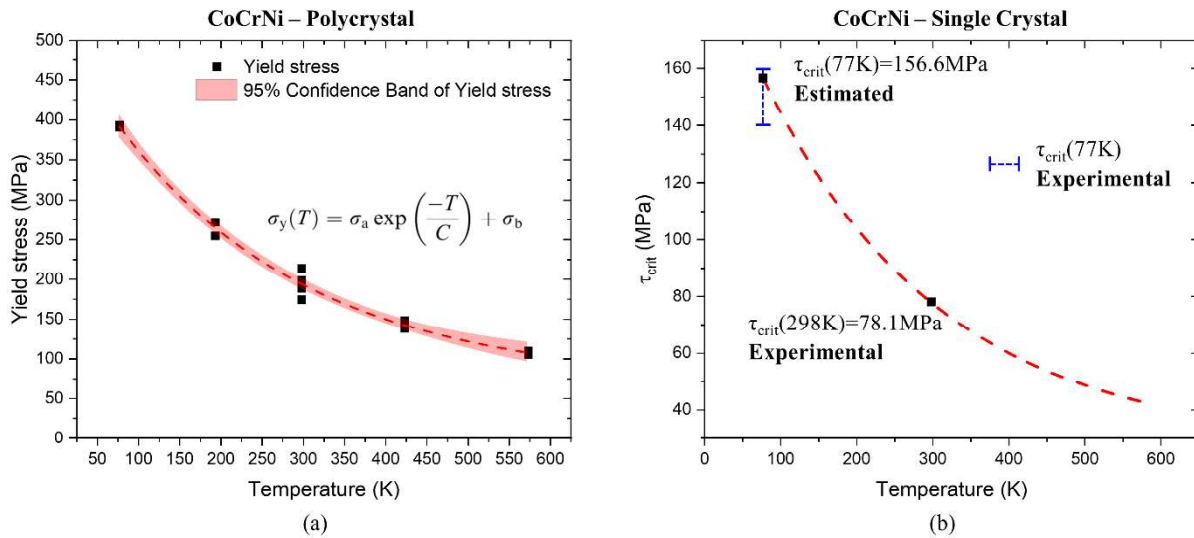 CoCrNi – Polycrystal
500
450
400
350
300
250
200
150
100
50
0
Yield stress (MPa)
Yield stress
95% Confidence Band of Yield stress
σy(T) = σa exp (−T/C) + σb
50 100 150 200 250 300 350 400 450 500 550 600
Temperature (K)
(a)
CoCrNi – Single Crystal
160
140
120
100
80
60
40
τcrit (MPa)
τcrit(77K)=156.6MPa
Estimated
τcrit(77K)
Experimental
τcrit(298K)=78.1MPa
Experimental
0 100 200 300 400 500 600
Temperature (K)
(b)